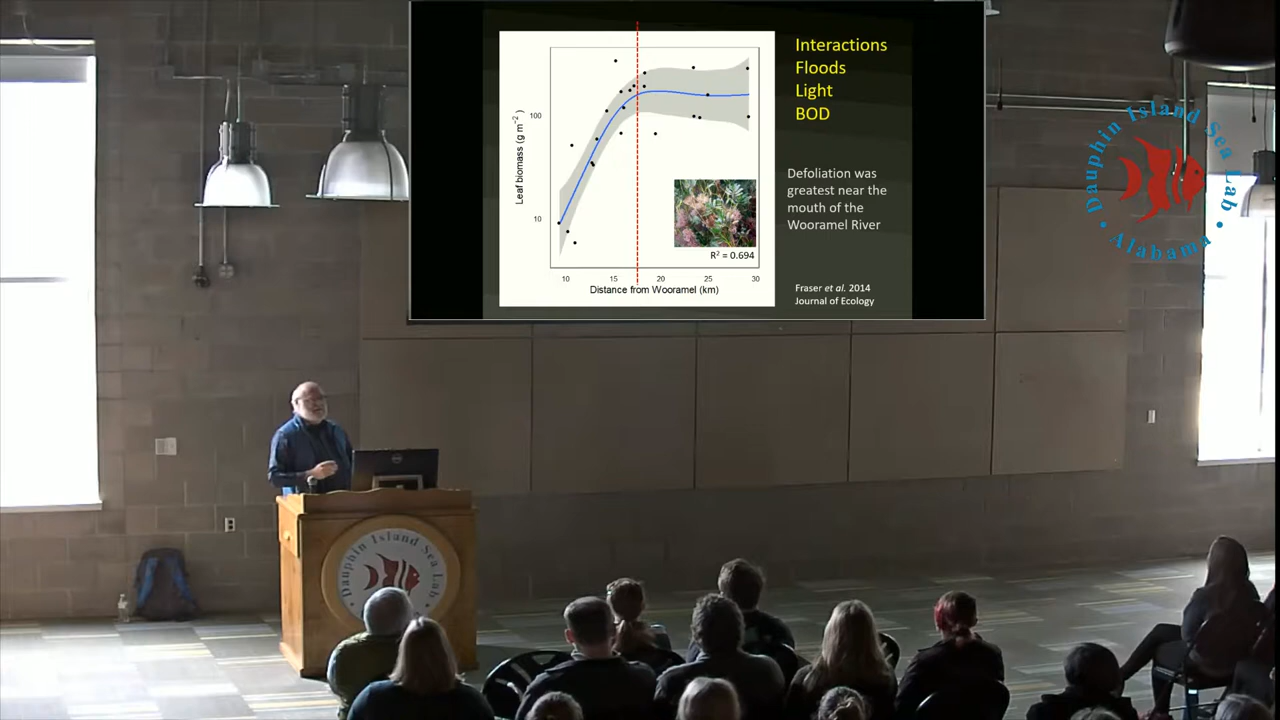 Interactions
Floods
Light
BOD
Defoliation was
greatest near the
mouth of the
Wooramel River
Fraser et al. 2014
Journal of Ecology
Leaf biomass (g m⁻²)
100
10
R² = 0.694
10 15 20 25 30
Distance from Wooramel (km)
Dauphin Island Sea Lab
• Alabama •
Dauphin Island Sea Lab
DELL